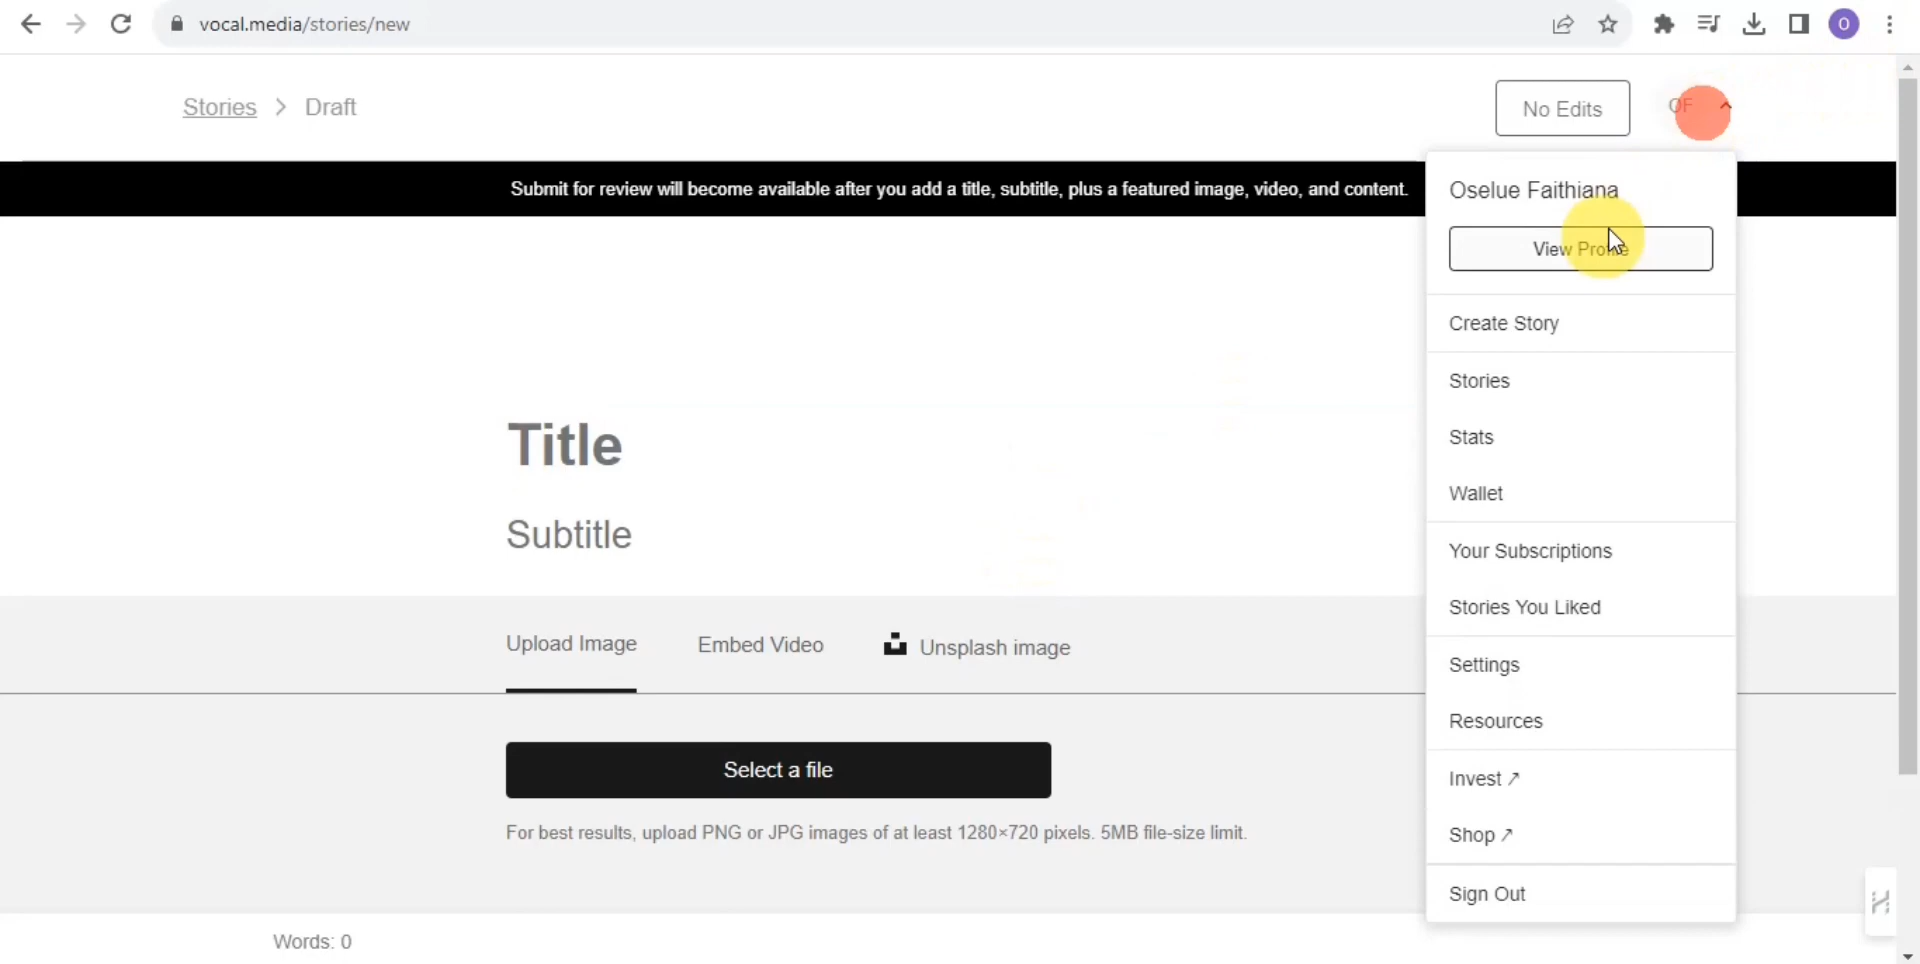 vocal.media/stories/new
O
Stories > Draft
No Edits
OF
Submit for review will become available after you add a title, subtitle, plus a featured image, video, and content.
Oselue Faithiana
View Profile
Create Story
Stories
Stats
Wallet
Your Subscriptions
Stories You Liked
Settings
Resources
Invest ↗
Shop ↗
Sign Out
Title
Subtitle
Upload Image
Embed Video
Unsplash image
Select a file
For best results, upload PNG or JPG images of at least 1280×720 pixels. 5MB file-size limit.
Words: 0